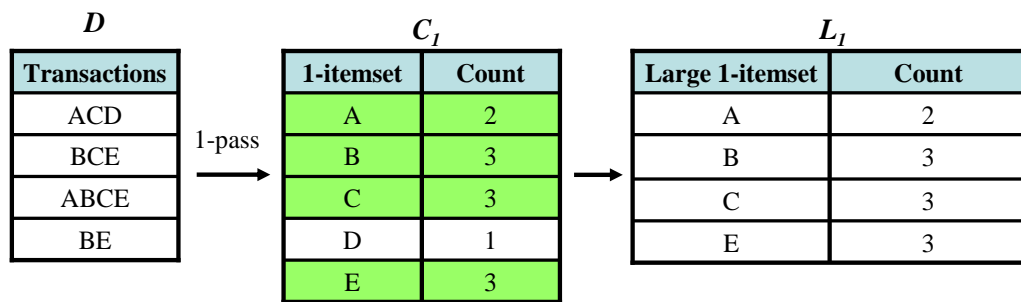 D
C1
L1
Transactions
ACD
BCE
ABCE
BE
1-pass
1-itemset Count
A 2
B 3
C 3
D 1
E 3
Large 1-itemset Count
A 2
B 3
C 3
E 3